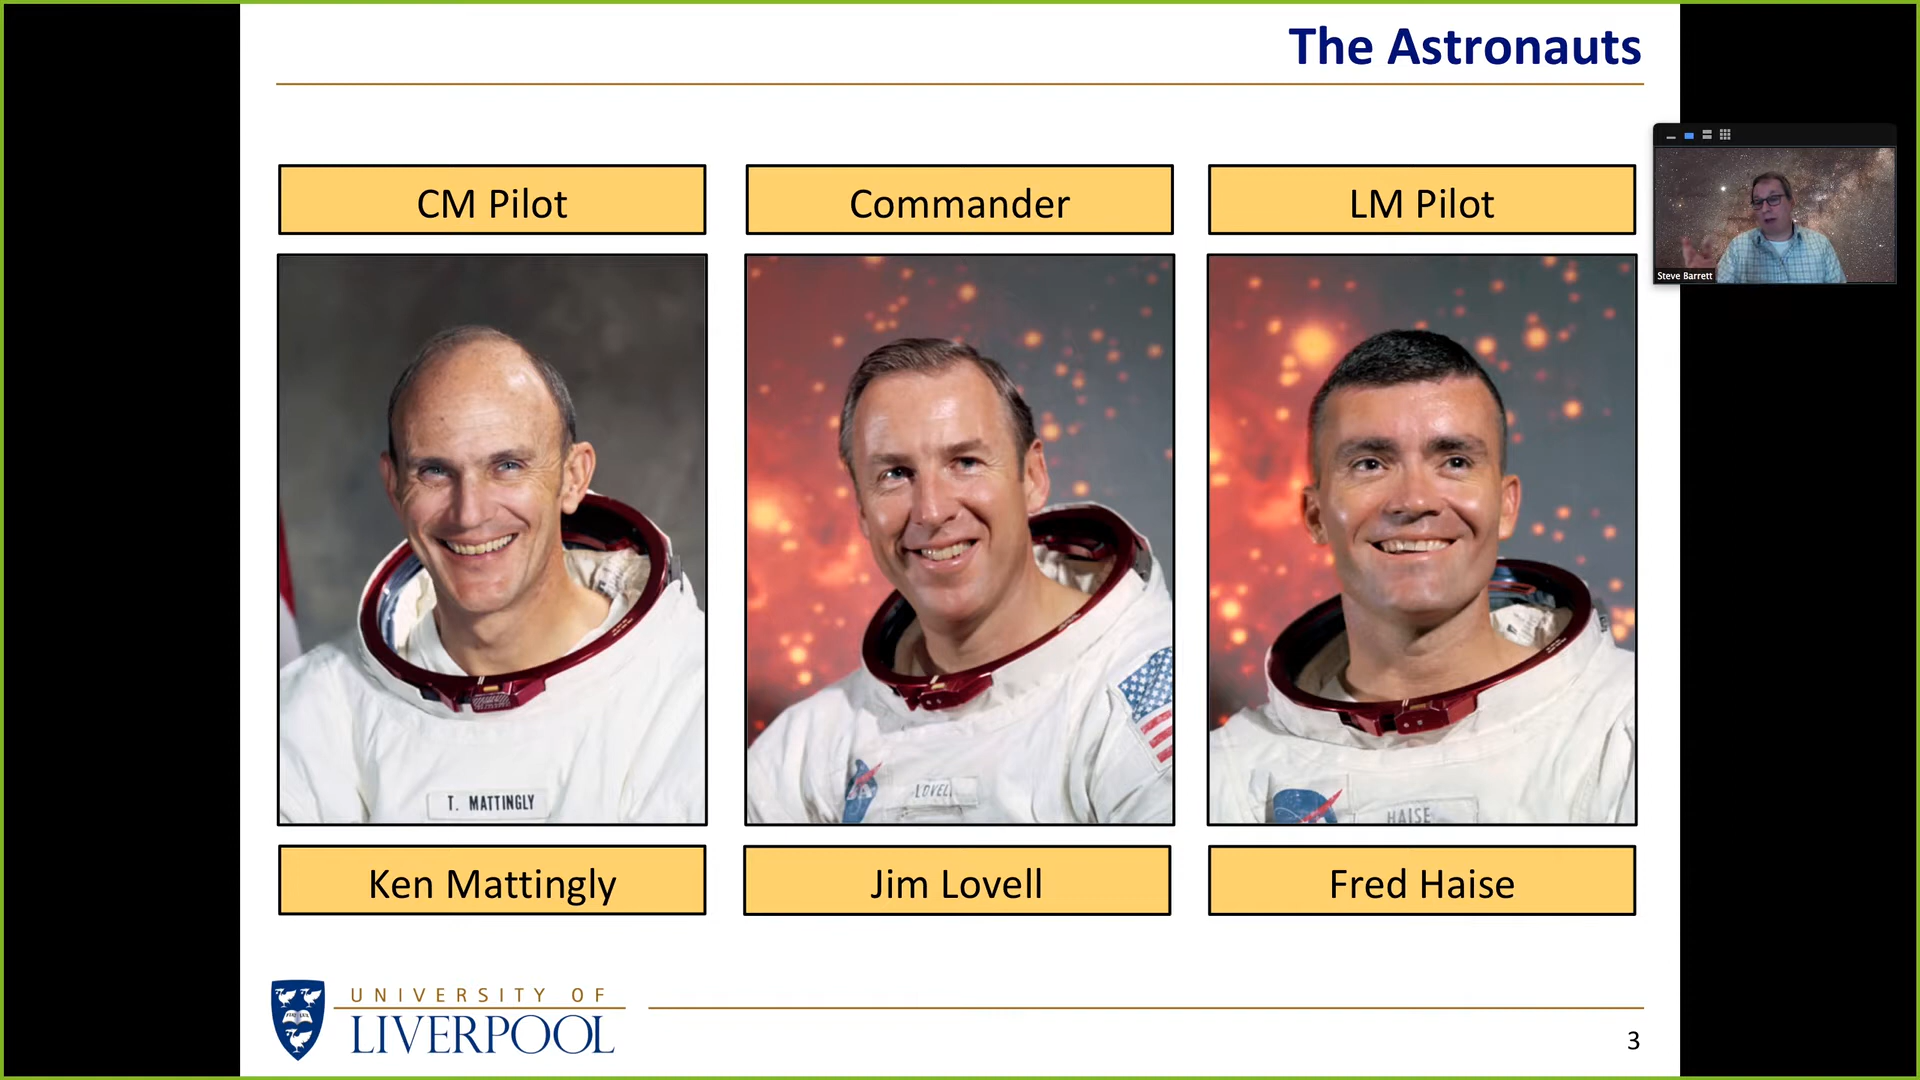 The Astronauts
CM Pilot
Commander
LM Pilot
Steve Barrett
T. MATTINGLY
LOVELL
HAISE
Ken Mattingly
Jim Lovell
Fred Haise
UNIVERSITY OF
LIVERPOOL
3